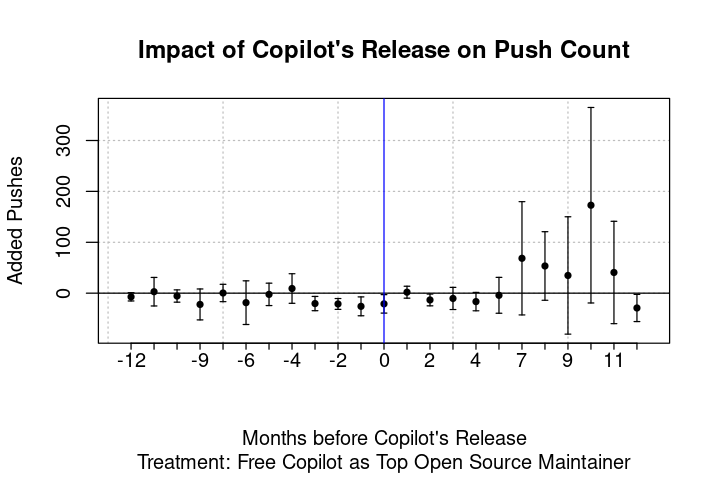 Impact of Copilot's Release on Push Count
Added Pushes
300
200
100
0
-12 -9 -6 -4 -2 0 2 4 7 9 11
Months before Copilot's Release
Treatment: Free Copilot as Top Open Source Maintainer